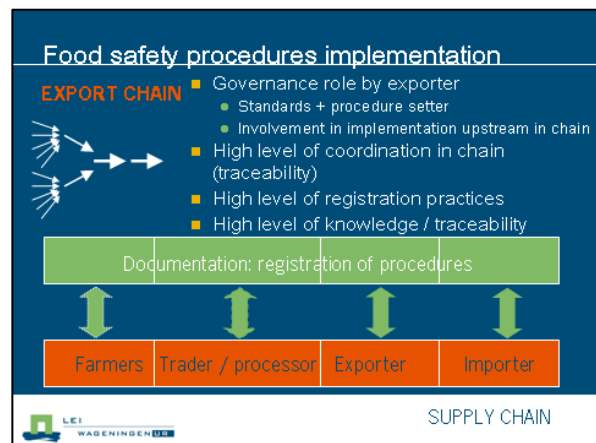 Food safety procedures implementation
EXPORT CHAIN
Governance role by exporter
Standards + procedure setter
Involvement in implementation upstream in chain
High level of coordination in chain
(traceability)
High level of registration practices
High level of knowledge / traceability
Documentation: registration of procedures
Farmers
Trader / processor
Exporter
Importer
SUPPLY CHAIN
LEI
WAGENINGEN UR